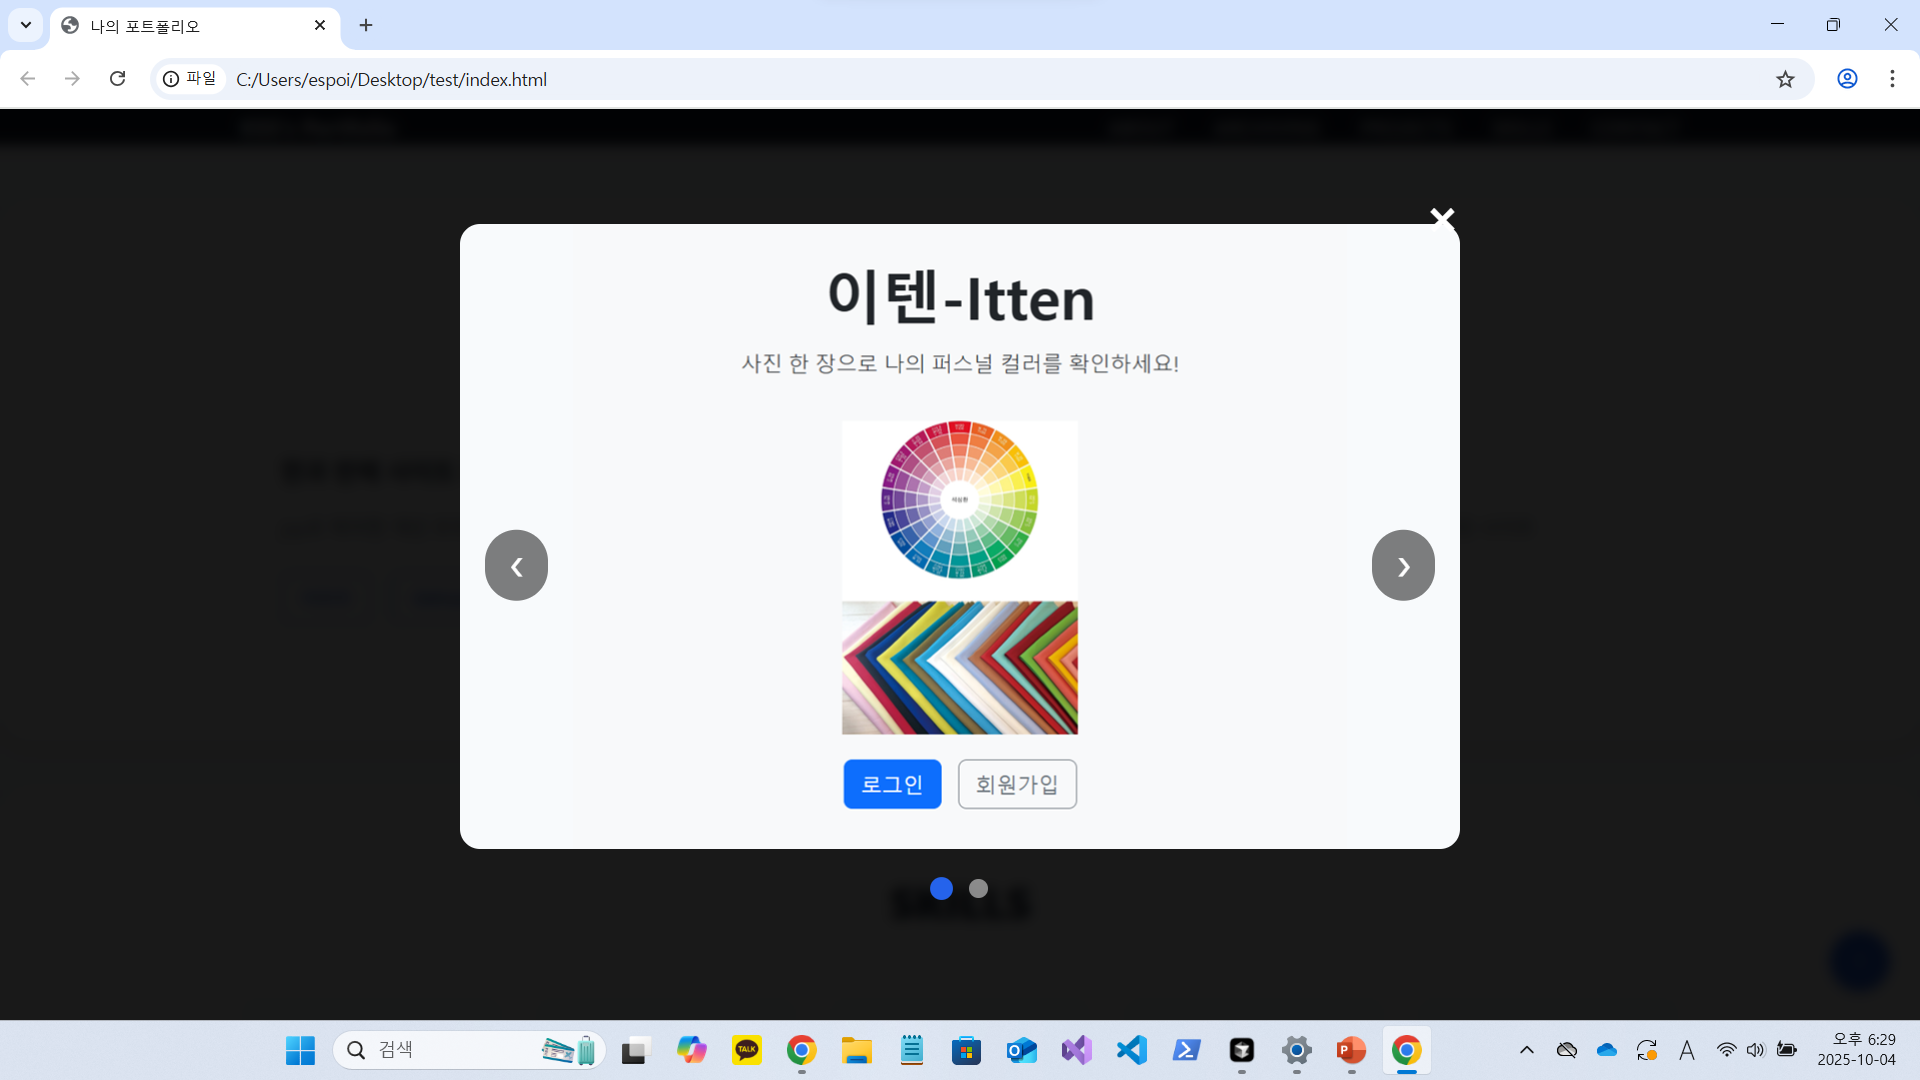 나의 포트폴리오
파일 C:/Users/espoi/Desktop/test/index.html
이텐-Itten
사진 한 장으로 나의 퍼스널 컬러를 확인하세요!
로그인 회원가입
SKILLS
검색
TALK
A
오후 6:29
2025-10-04